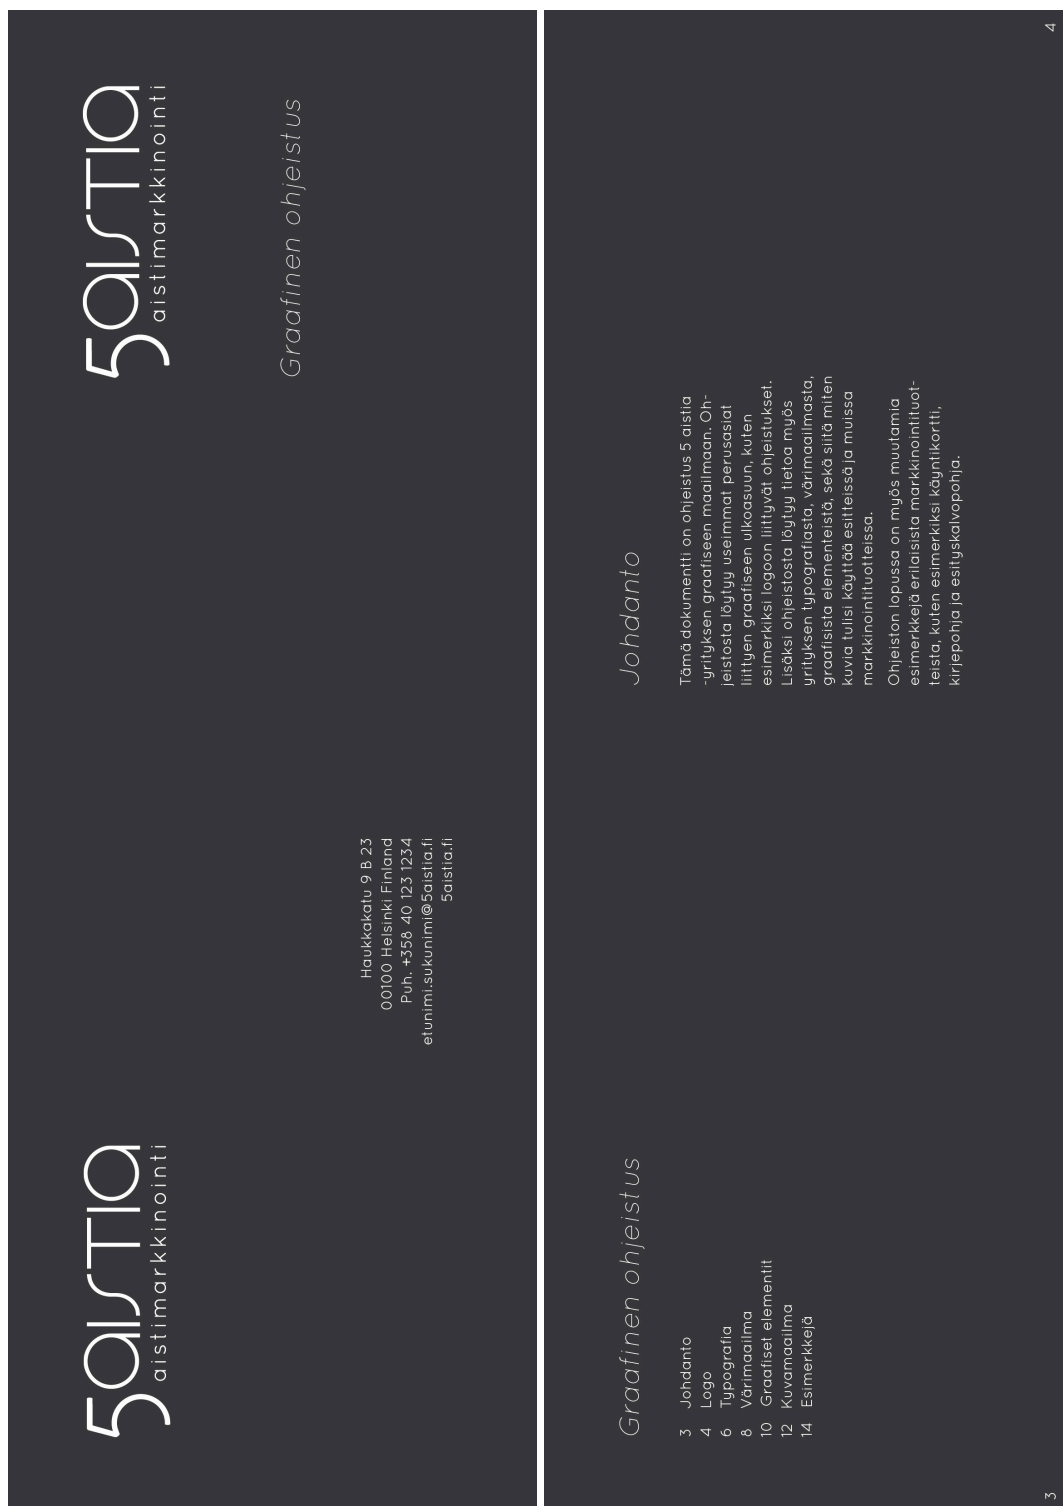 5aistia
aistimarkkinointi
Haukkakatu 9 B 23
00100 Helsinki Finland
Puh. +358 40 123 1234
etunimi.sukunimi@5aistia.fi
5aistia.fi
5aistia
aistimarkkinointi
Graafinen ohjeistus
Graafinen ohjeistus
3 Johdanto
4 Logo
6 Typografia
8 Värimaailma
10 Graafiset elementit
12 Kuvamaailma
14 Esimerkkejä
3
Johdanto
Tämä dokumentti on ohjeistus 5 aistia
-yrityksen graafiseen maailmaan. Oh-
jeistosta löytyy useimmat perusasiat
liittyen graafiseen ulkoasuun, kuten
esimerkiksi logoon liittyvät ohjeistukset.
Lisäksi ohjeistosta löytyy tietoa myös
yrityksen typografiasta, värimaailmasta,
graafisista elementeistä, sekä siitä miten
kuvia tulisi käyttää esitteissä ja muissa
markkinointituotteissa.
Ohjeiston lopussa on myös muutamia
esimerkkejä erilaisista markkinointituot-
teista, kuten esimerkiksi käyntikortti,
kirjepohja ja esityskalvopohja.
4